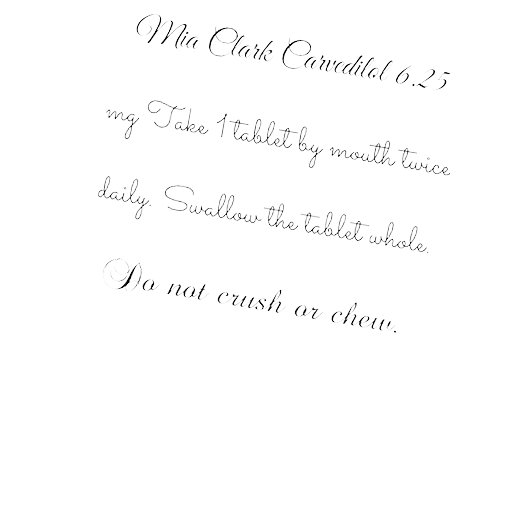 Mia Clark Carvedilol 6.25
mg Take 1 tablet by mouth twice
daily. Swallow the tablet whole.
Do not crush or chew.